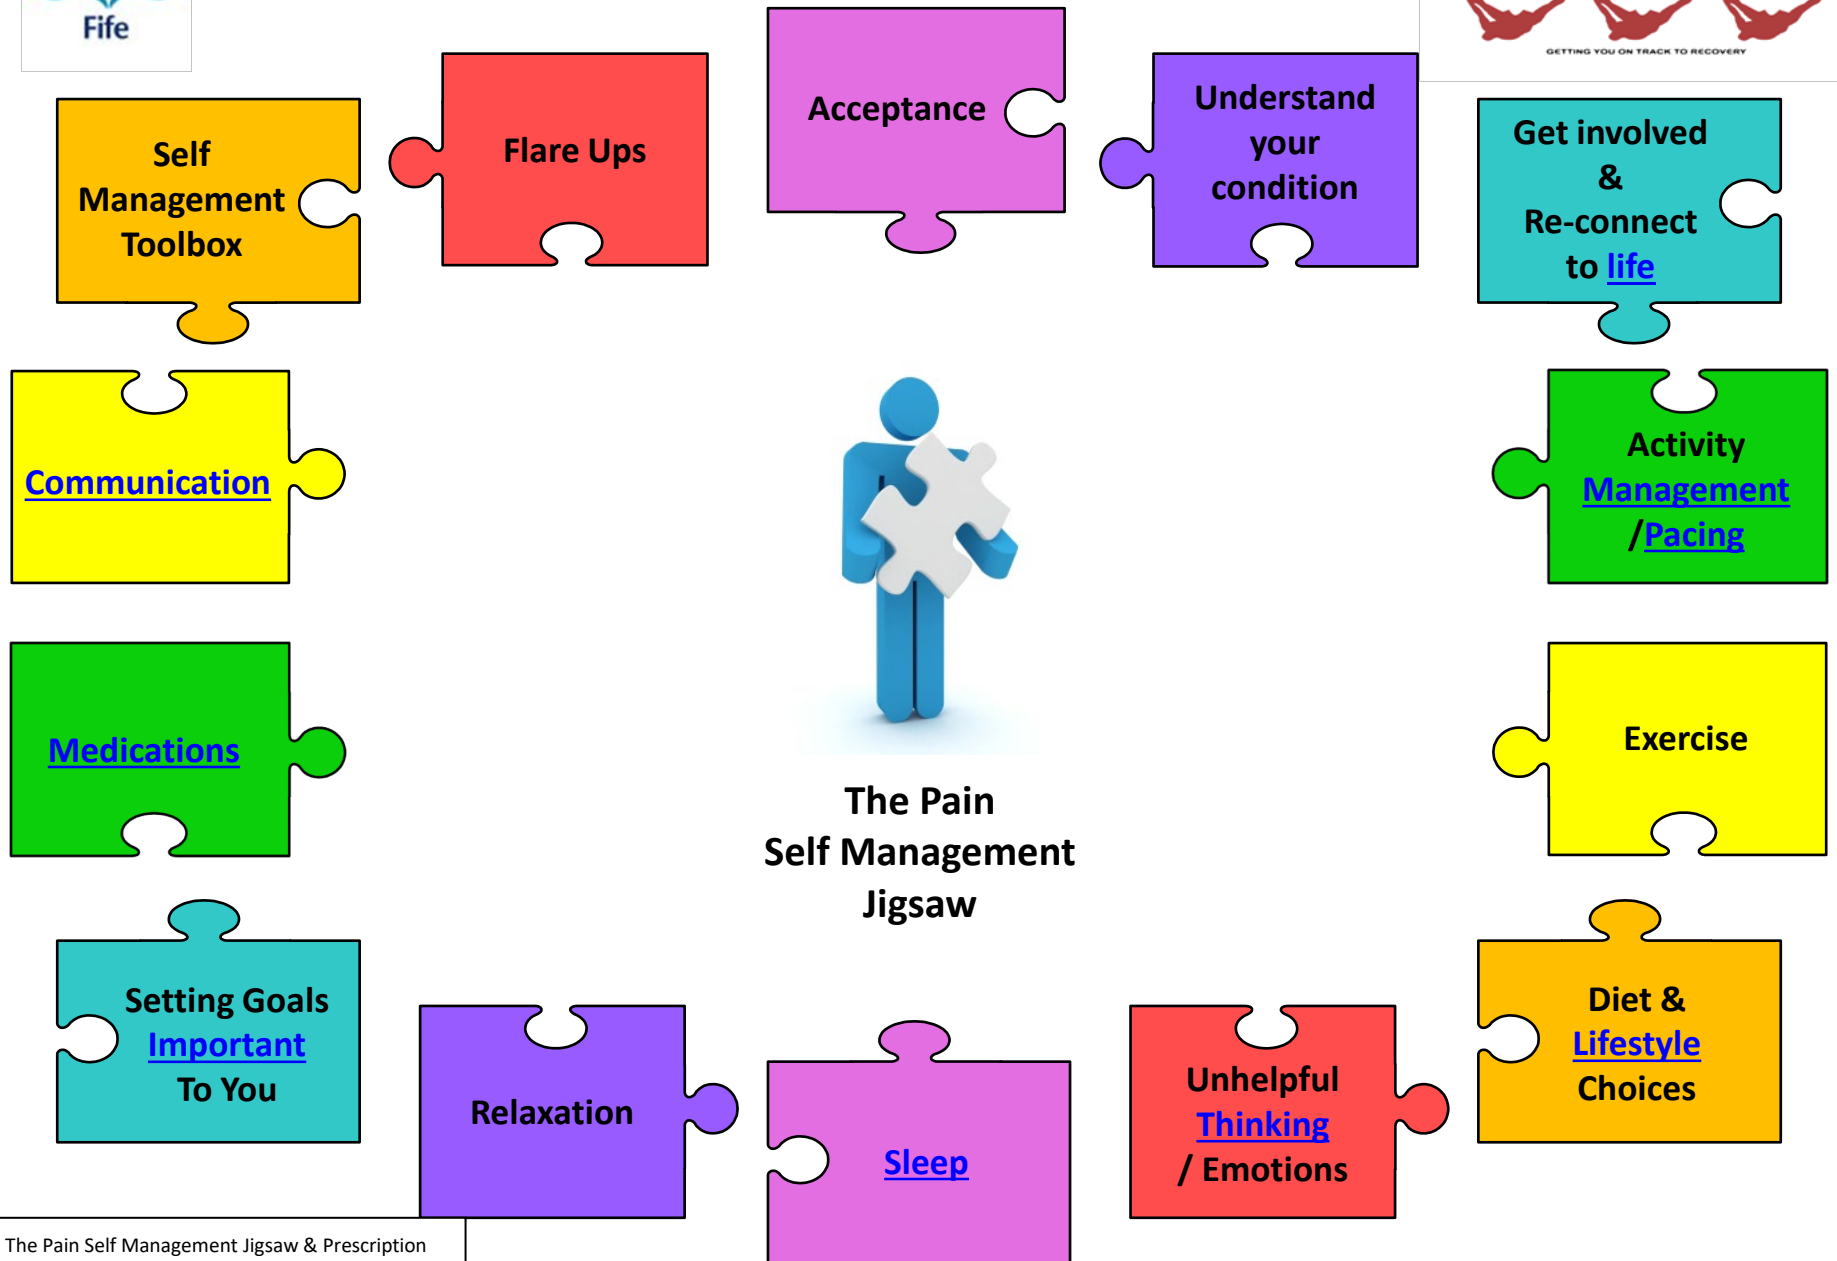 Fife
GETTING YOU ON TRACK TO RECOVERY
Self
Management
Toolbox
Flare Ups
Acceptance
Understand
your
condition
Get involved
&
Re-connect
to life
Communication
Activity
Management
/Pacing
Medications
Exercise
The Pain
Self Management
Jigsaw
Setting Goals
Important
To You
Relaxation
Sleep
Unhelpful
Thinking
/ Emotions
Diet &
Lifestyle
Choices
The Pain Self Management Jigsaw & Prescription